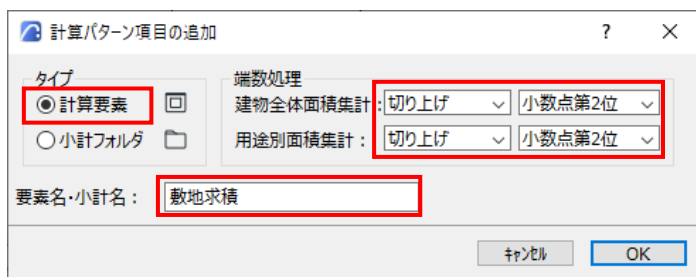 計算パターン項目の追加 ? ×
タイプ
計算要素
小計フォルダ
端数処理
建物全体面積集計: 切り上げ 小数点第2位
用途別面積集計: 切り上げ 小数点第2位
要素名・小計名: 敷地求積
キャンセル OK